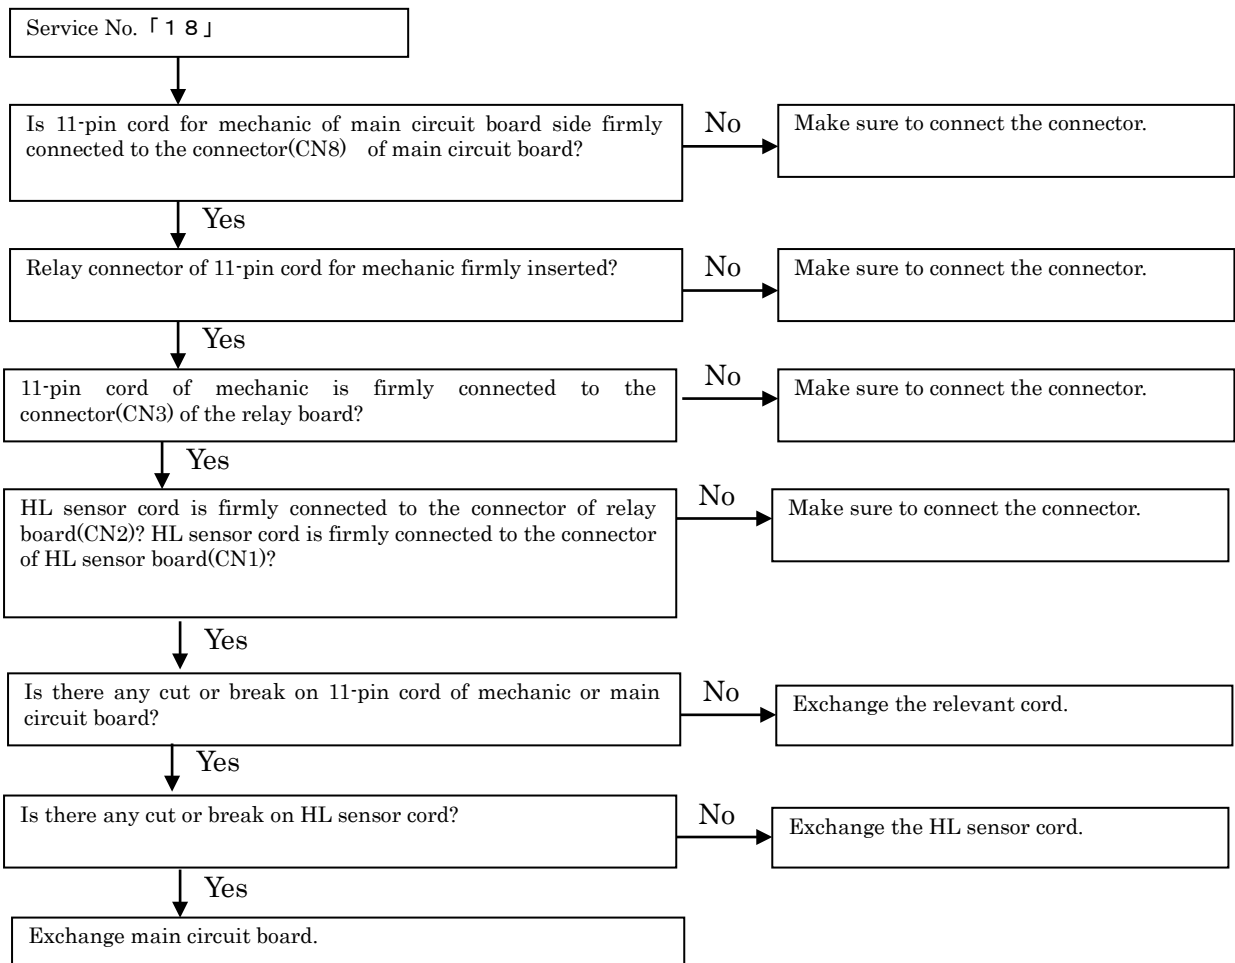 Service No.「１８」
Is 11-pin cord for mechanic of main circuit board side firmly
connected to the connector(CN8) of main circuit board?
No
Make sure to connect the connector.
Yes
Relay connector of 11-pin cord for mechanic firmly inserted?
No
Make sure to connect the connector.
Yes
11-pin cord of mechanic is firmly connected to the
connector(CN3) of the relay board?
No
Make sure to connect the connector.
Yes
HL sensor cord is firmly connected to the connector of relay
board(CN2)? HL sensor cord is firmly connected to the connector
of HL sensor board(CN1)?
No
Make sure to connect the connector.
Yes
Is there any cut or break on 11-pin cord of mechanic or main
circuit board?
No
Exchange the relevant cord.
Yes
Is there any cut or break on HL sensor cord?
No
Exchange the HL sensor cord.
Yes
Exchange main circuit board.